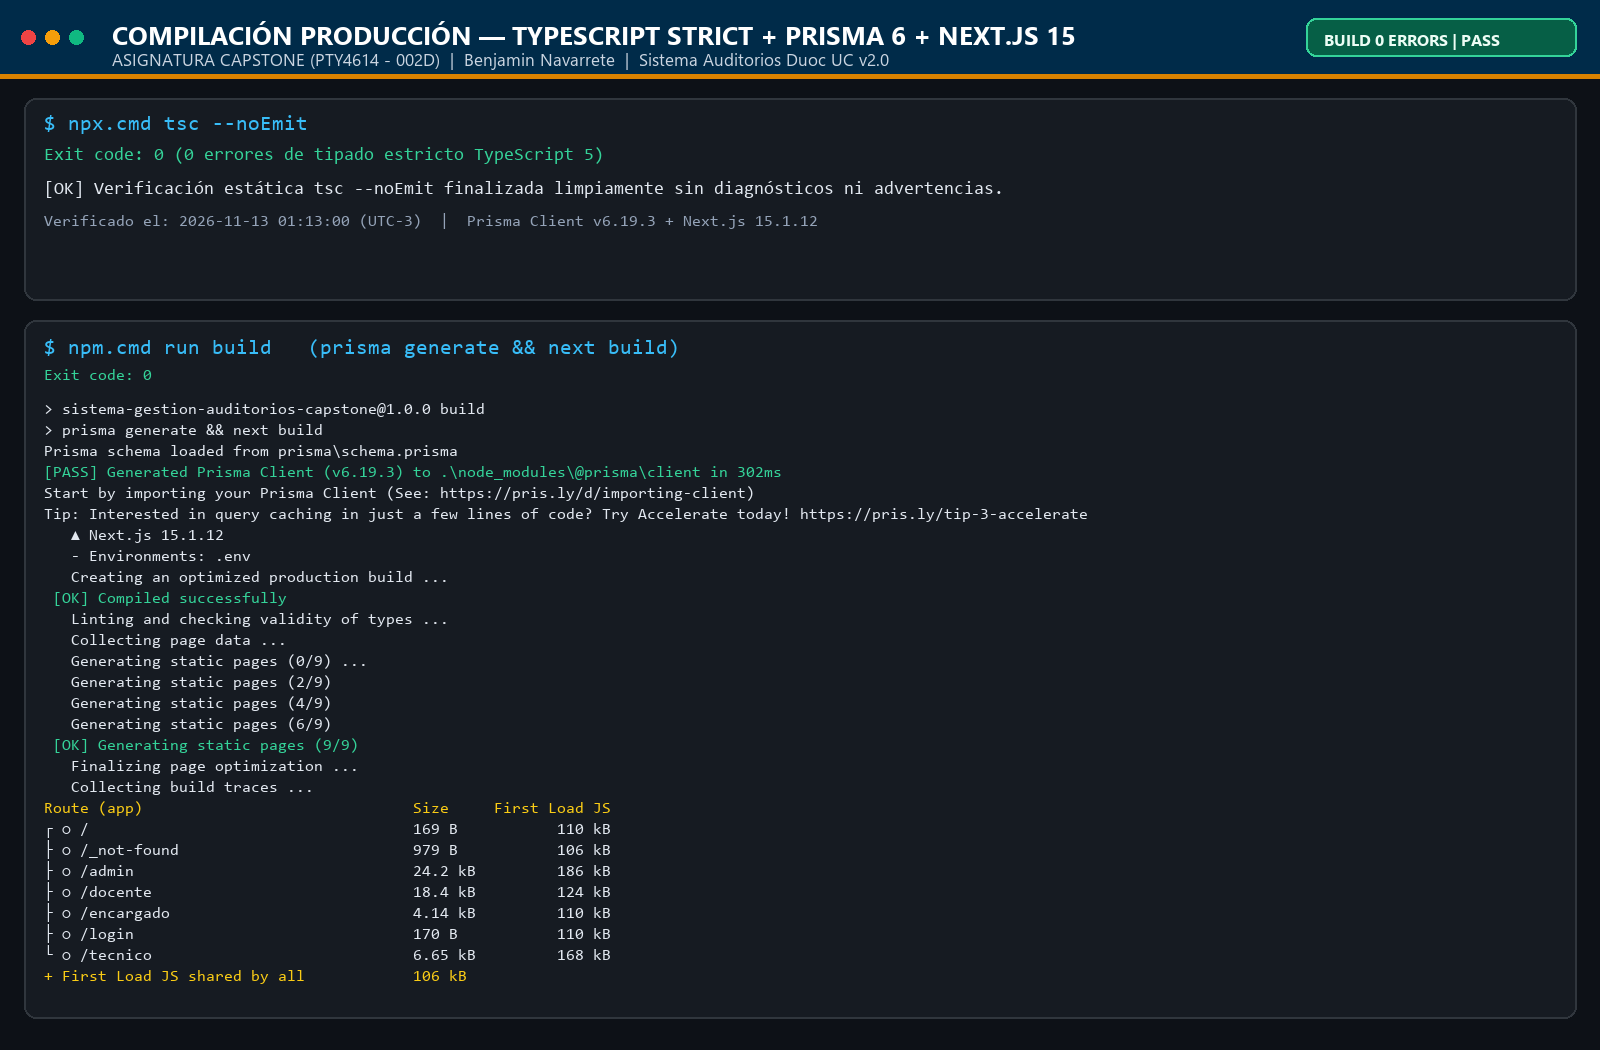 COMPILACIÓN PRODUCCIÓN — TYPESCRIPT STRICT + PRISMA 6 + NEXT.JS 15
ASIGNATURA CAPSTONE (PTY4614 - 002D) | Benjamin Navarrete | Sistema Auditorios Duoc UC v2.0
BUILD 0 ERRORS | PASS
$ npx.cmd tsc --noEmit
Exit code: 0 (0 errores de tipado estricto TypeScript 5)
[OK] Verificación estática tsc --noEmit finalizada limpiamente sin diagnósticos ni advertencias.
Verificado el: 2026-11-13 01:13:00 (UTC-3) | Prisma Client v6.19.3 + Next.js 15.1.12
$ npm.cmd run build (prisma generate && next build)
Exit code: 0
> sistema-gestion-auditorios-capstone@1.0.0 build
> prisma generate && next build
Prisma schema loaded from prisma\schema.prisma
[PASS] Generated Prisma Client (v6.19.3) to .\node_modules\@prisma\client in 302ms
Start by importing your Prisma Client (See: https://pris.ly/d/importing-client)
Tip: Interested in query caching in just a few lines of code? Try Accelerate today! https://pris.ly/tip-3-accelerate
▲ Next.js 15.1.12
- Environments: .env
Creating an optimized production build ...
[OK] Compiled successfully
Linting and checking validity of types ...
Collecting page data ...
Generating static pages (0/9) ...
Generating static pages (2/9)
Generating static pages (4/9)
Generating static pages (6/9)
[OK] Generating static pages (9/9)
Finalizing page optimization ...
Collecting build traces ...
Route (app) Size First Load JS
┌ ○ / 169 B 110 kB
├ ○ /_not-found 979 B 106 kB
├ ○ /admin 24.2 kB 186 kB
├ ○ /docente 18.4 kB 124 kB
├ ○ /encargado 4.14 kB 110 kB
├ ○ /login 170 B 110 kB
└ ○ /tecnico 6.65 kB 168 kB
+ First Load JS shared by all 106 kB